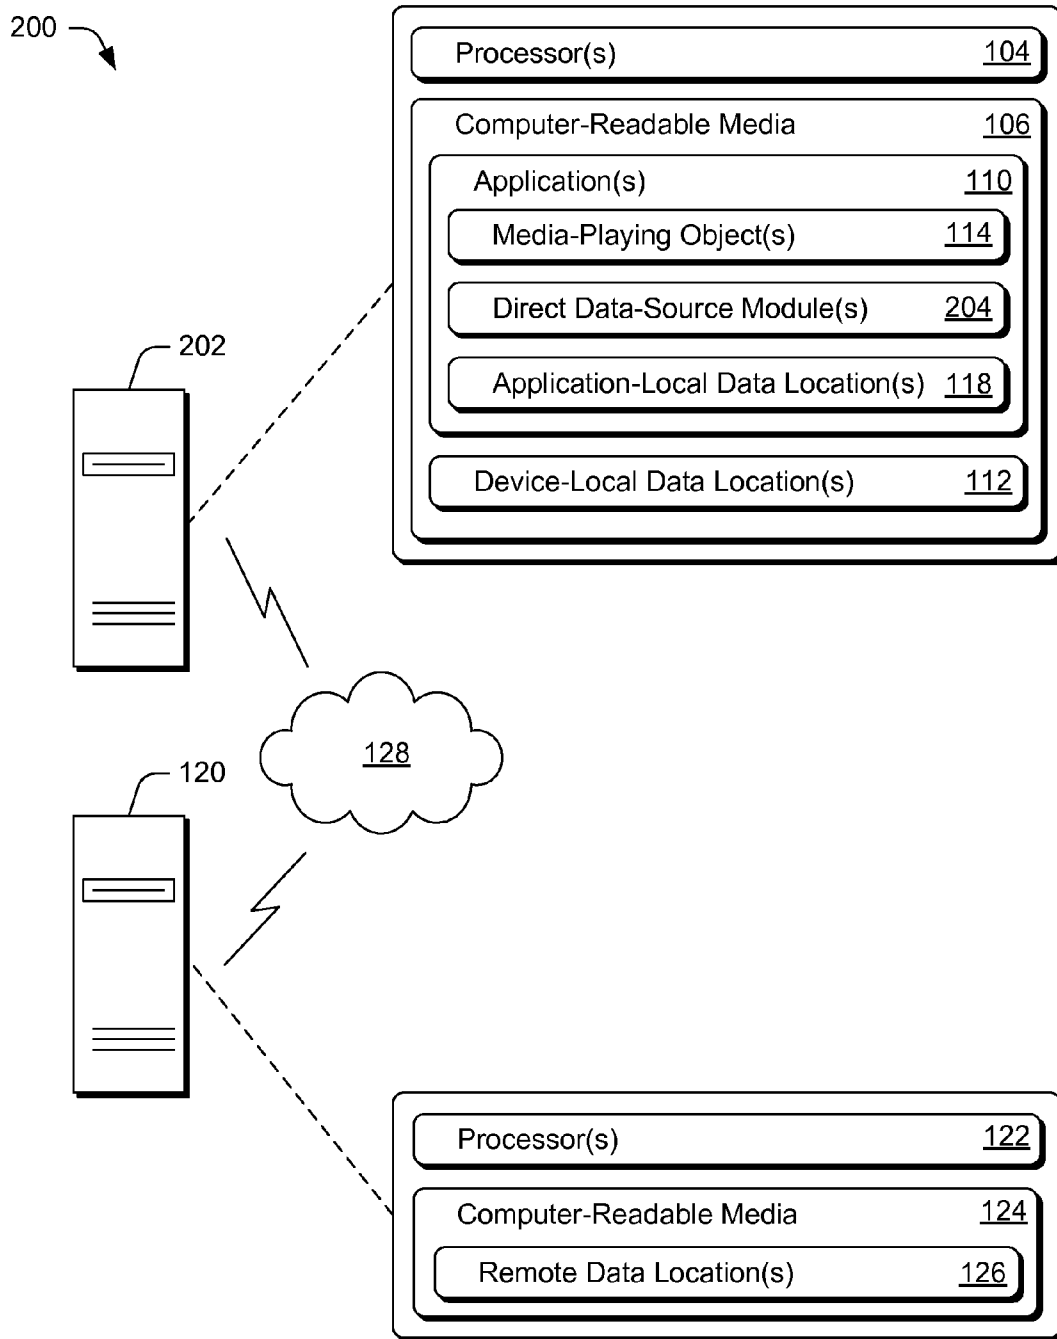 200
Processor(s) 104
Computer-Readable Media 106
Application(s) 110
Media-Playing Object(s) 114
Direct Data-Source Module(s) 204
Application-Local Data Location(s) 118
Device-Local Data Location(s) 112
202
128
120
Processor(s) 122
Computer-Readable Media 124
Remote Data Location(s) 126